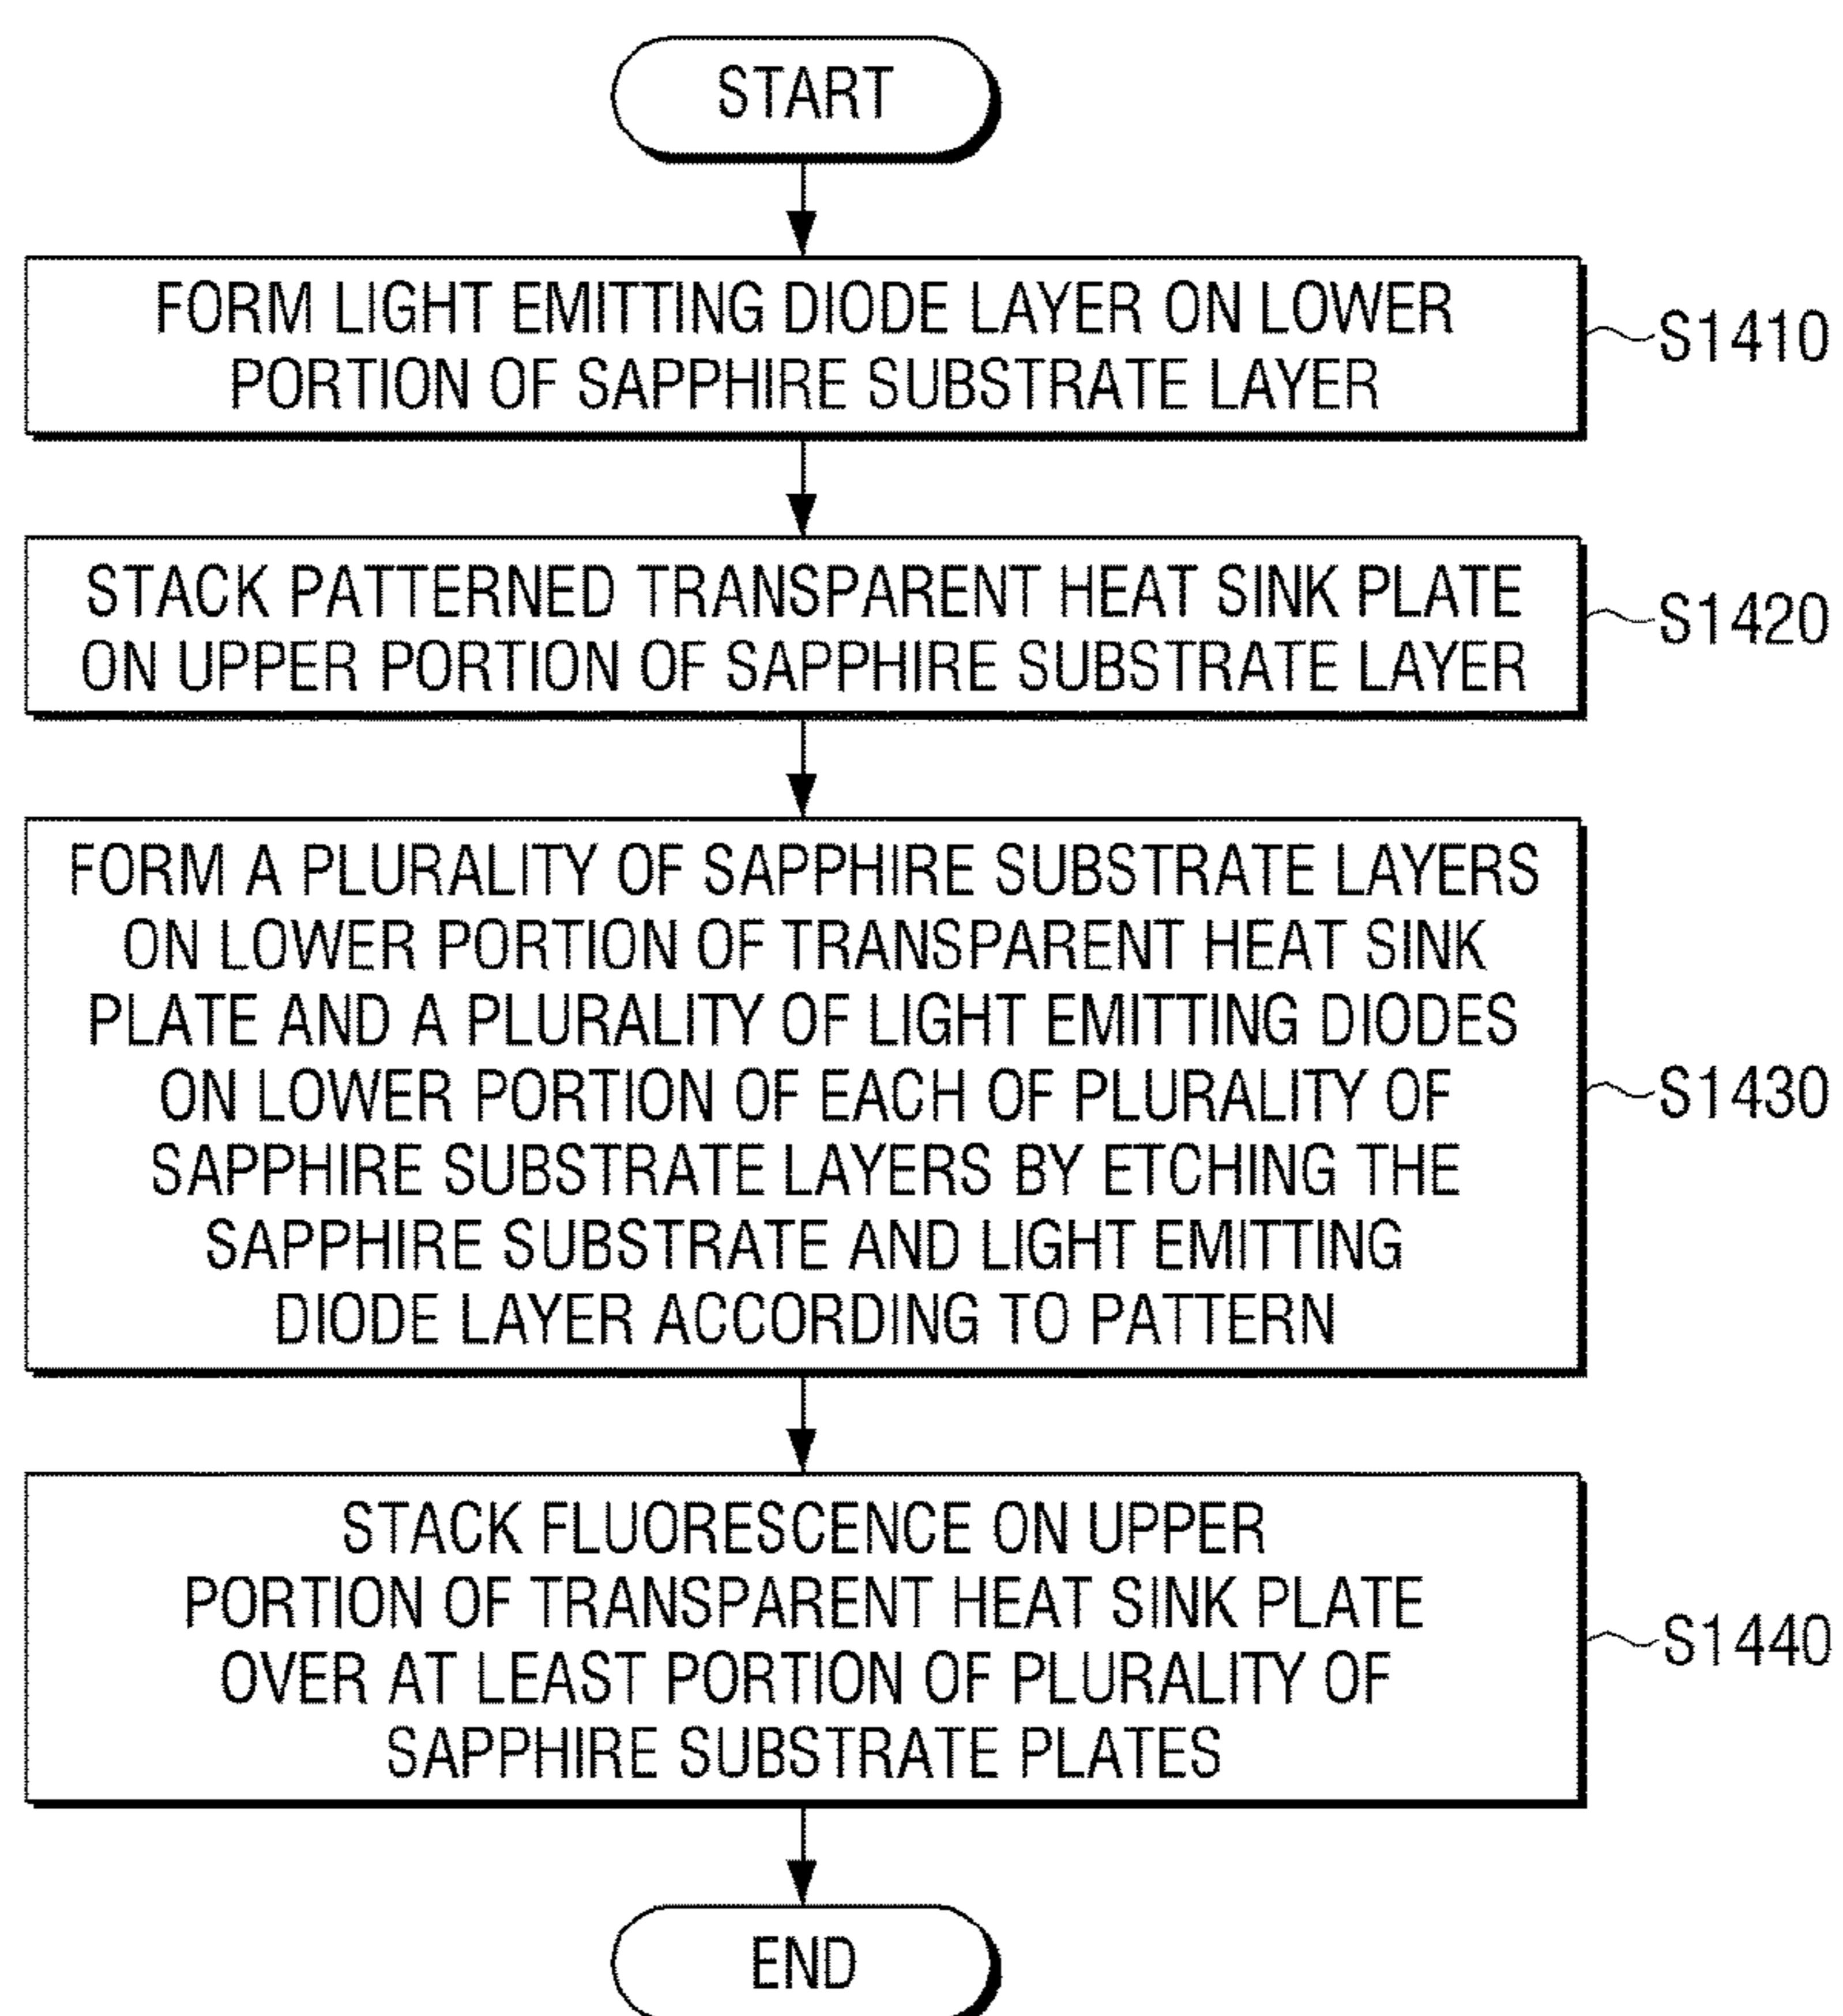 START
FORM LIGHT EMITTING DIODE LAYER ON LOWER
PORTION OF SAPPHIRE SUBSTRATE LAYER
S1410
STACK PATTERNED TRANSPARENT HEAT SINK PLATE
ON UPPER PORTION OF SAPPHIRE SUBSTRATE LAYER
S1420
FORM A PLURALITY OF SAPPHIRE SUBSTRATE LAYERS
ON LOWER PORTION OF TRANSPARENT HEAT SINK
PLATE AND A PLURALITY OF LIGHT EMITTING DIODES
ON LOWER PORTION OF EACH OF PLURALITY OF
SAPPHIRE SUBSTRATE LAYERS BY ETCHING THE
SAPPHIRE SUBSTRATE AND LIGHT EMITTING
DIODE LAYER ACCORDING TO PATTERN
S1430
STACK FLUORESCENCE ON UPPER
PORTION OF TRANSPARENT HEAT SINK PLATE
OVER AT LEAST PORTION OF PLURALITY OF
SAPPHIRE SUBSTRATE PLATES
S1440
END